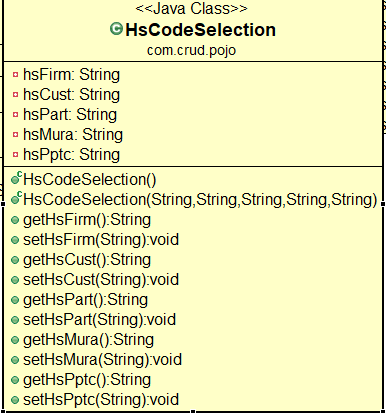 <<Java Class>>
HsCodeSelection
com.crud.pojo
hsFirm: String
hsCust: String
hsPart: String
hsMura: String
hsPptc: String
HsCodeSelection()
HsCodeSelection(String,String,String,String,String)
getHsFirm():String
setHsFirm(String):void
getHsCust():String
setHsCust(String):void
getHsPart():String
setHsPart(String):void
getHsMura():String
setHsMura(String):void
getHsPptc():String
setHsPptc(String):void